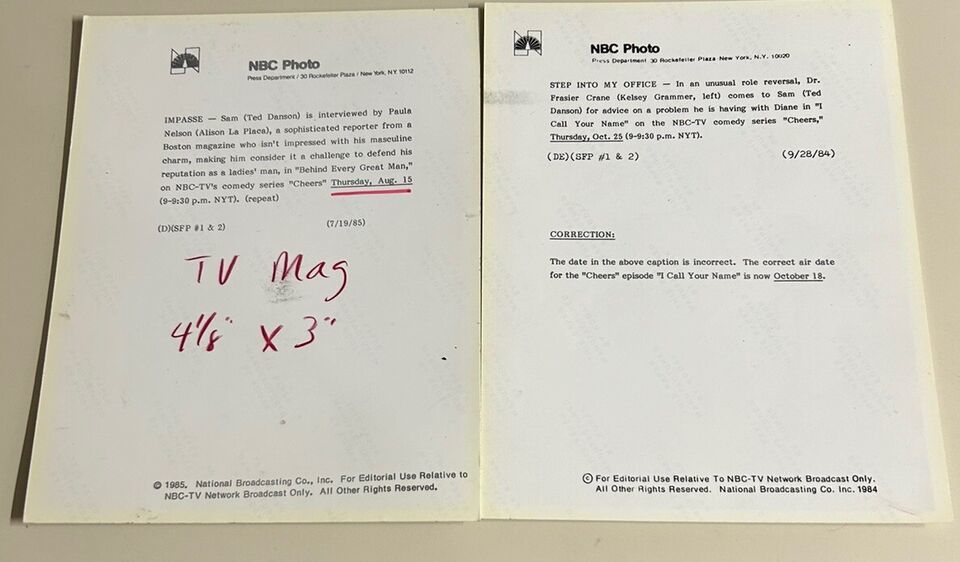 NBC Photo
Press Department / 30 Rockefeller Plaza / New York, NY 10112
IMPASSE — Sam (Ted Danson) is interviewed by Paula
Nelson (Alison La Placa), a sophisticated reporter from a
Boston magazine who isn't impressed with his masculine
charm, making him consider it a challenge to defend his
reputation as a ladies' man, in "Behind Every Great Man,"
on NBC-TV's comedy series "Cheers" Thursday, Aug. 15
(9-9:30 p.m. NYT). (repeat)
(D)(SFP #1 & 2) (7/19/85)
TV Mag
4 1/8" X 3"
© 1985, National Broadcasting Co., Inc. For Editorial Use Relative to
NBC-TV Network Broadcast Only. All Other Rights Reserved.
NBC Photo
Press Department 30 Rockefeller Plaza New York, N.Y. 10020
STEP INTO MY OFFICE — In an unusual role reversal, Dr.
Frasier Crane (Kelsey Grammer, left) comes to Sam (Ted
Danson) for advice on a problem he is having with Diane in "I
Call Your Name" on the NBC-TV comedy series "Cheers,"
Thursday, Oct. 25 (9-9:30 p.m. NYT).
(DE)(SFP #1 & 2) (9/28/84)
CORRECTION:
The date in the above caption is incorrect. The correct air date
for the "Cheers" episode "I Call Your Name" is now October 18.
© For Editorial Use Relative To NBC-TV Network Broadcast Only.
All Other Rights Reserved. National Broadcasting Co. Inc. 1984